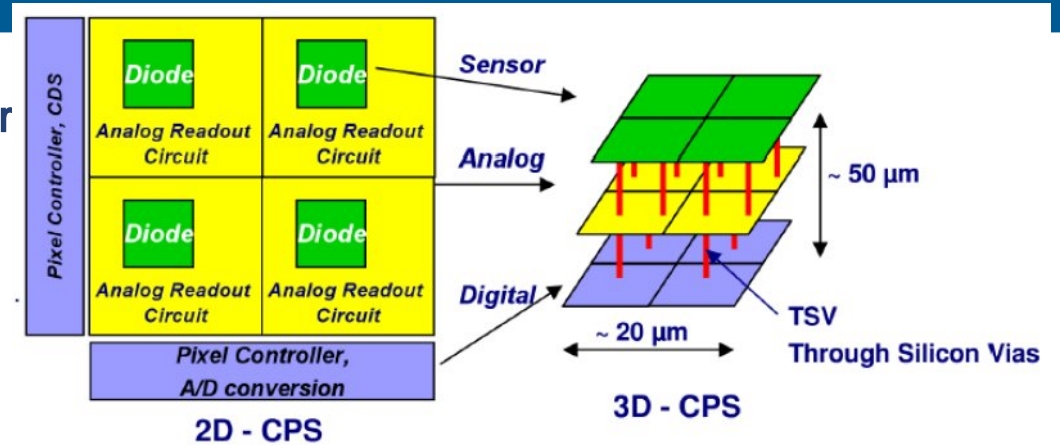 r
Pixel Controller, CDS
Diode
Diode
Analog Readout
Circuit
Analog Readout
Circuit
Diode
Diode
Analog Readout
Circuit
Analog Readout
Circuit
Pixel Controller,
A/D conversion
2D - CPS
Sensor
Analog
Digital
~ 50 µm
~ 20 µm
TSV
Through Silicon Vias
3D - CPS